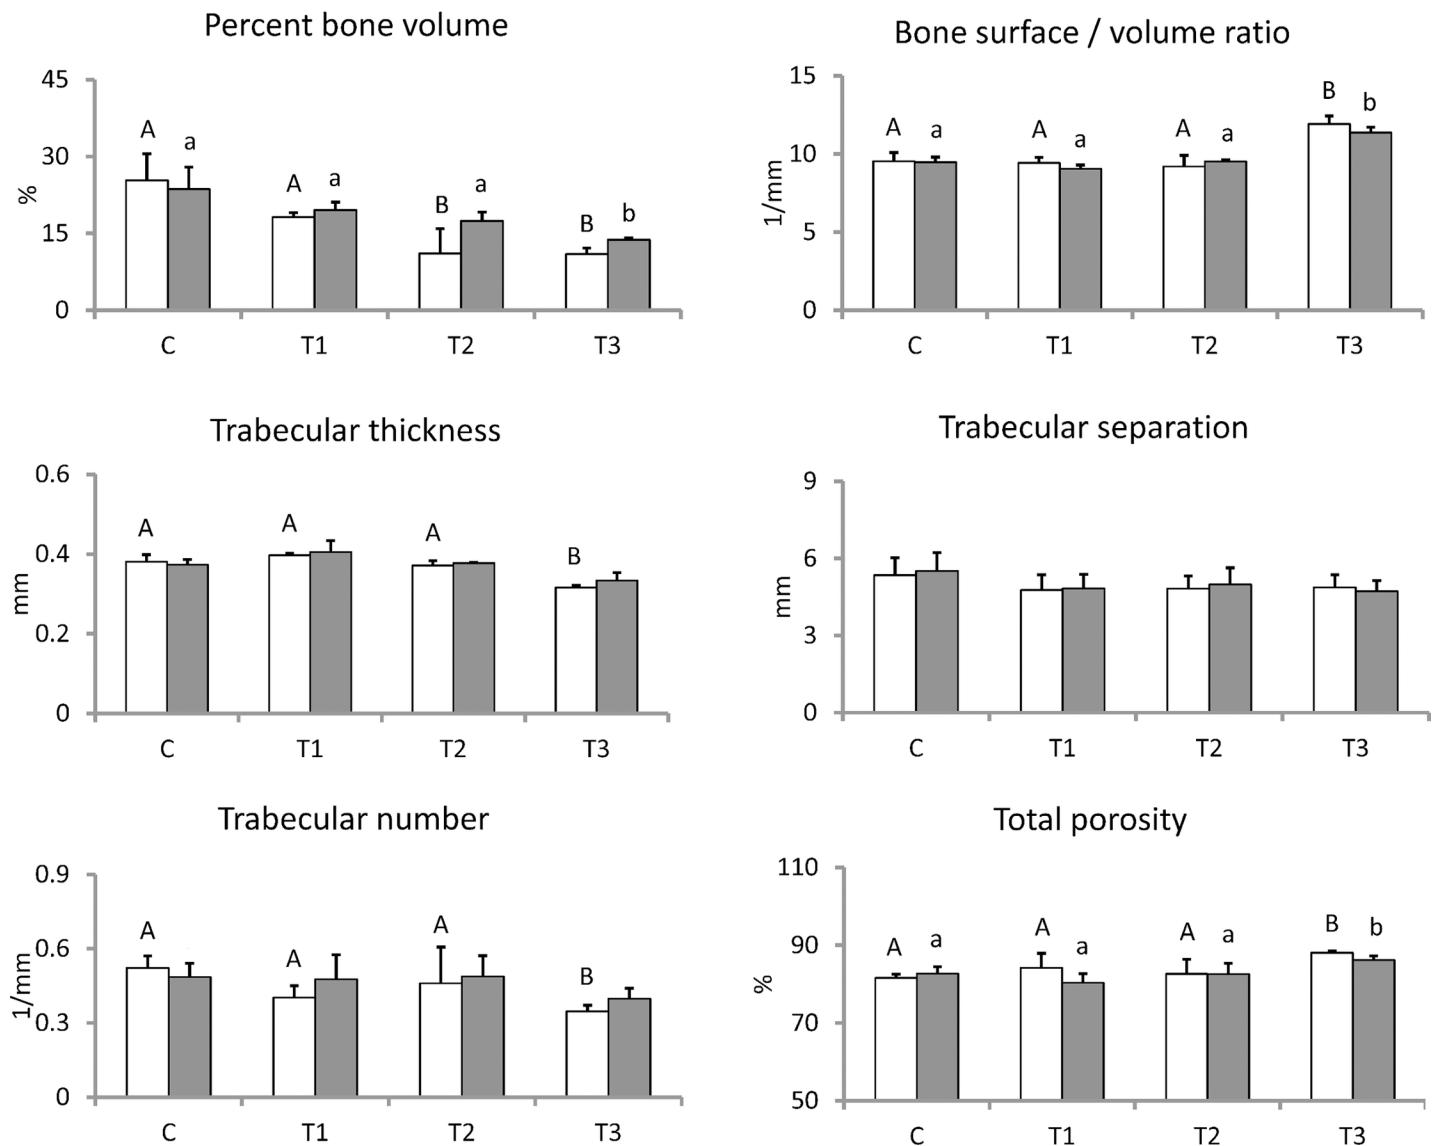 Percent bone volume
45
30
15
0
%
A a A a B a B b
C T1 T2 T3
Bone surface / volume ratio
15
10
5
0
1/mm
A a A a A a B b
C T1 T2 T3
Trabecular thickness
0.6
0.4
0.2
0
mm
A A A B
C T1 T2 T3
Trabecular separation
9
6
3
0
mm
C T1 T2 T3
Trabecular number
0.9
0.6
0.3
0
1/mm
A A A B
C T1 T2 T3
Total porosity
110
90
70
50
%
A a A a A a B b
C T1 T2 T3